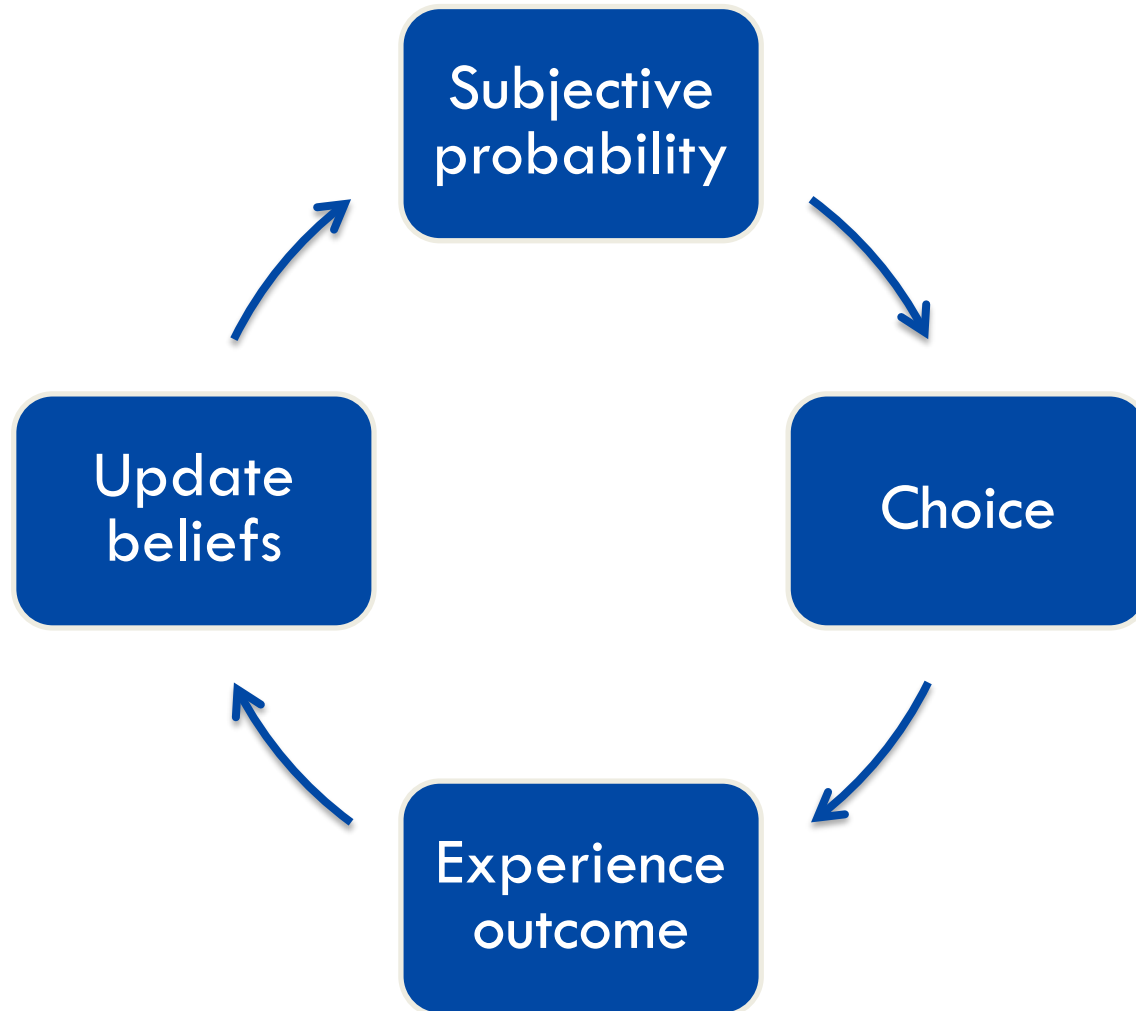 Subjective
probability
Choice
Experience
outcome
Update
beliefs